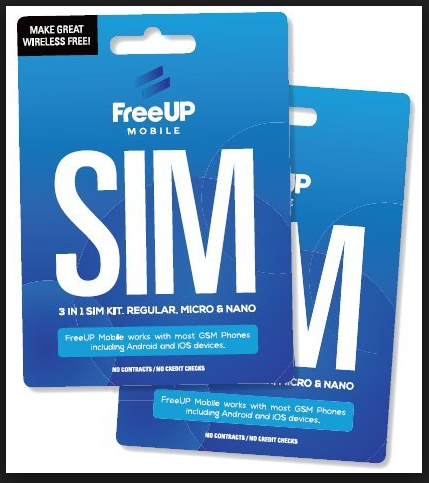 MAKE GREAT
WIRELESS FREE!
FreeUP
MOBILE
SIM
3 IN 1 SIM KIT. REGULAR, MICRO & NANO
FreeUP Mobile works with most GSM Phones
including Android and iOS devices.
NO CONTRACTS / NO CREDIT CHECKS
UP
M
MICRO & NANO
FreeUP Mobile works with most GSM Phones
including Android and iOS devices.
NO CONTRACTS / NO CREDIT CHECKS